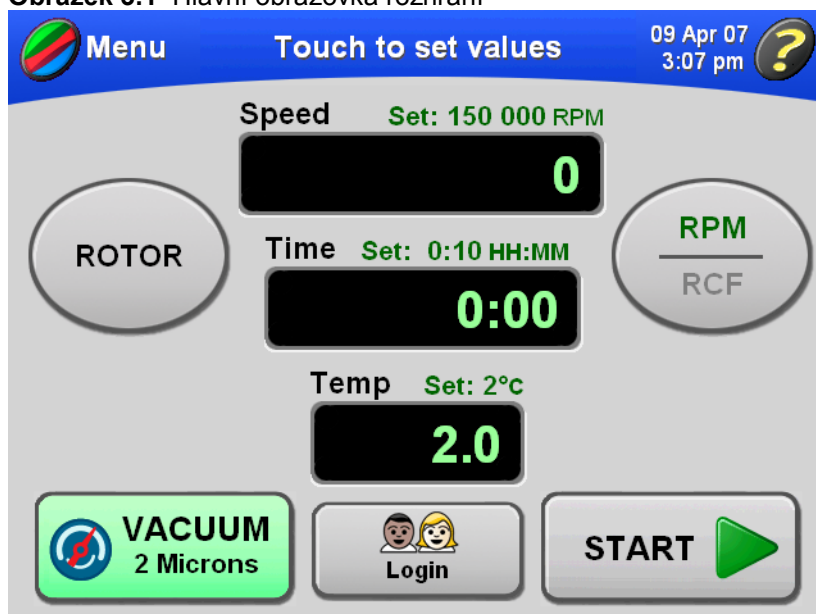 Obrázek 3.1 Hlavní obrazovka rozhraní
Menu
Touch to set values
09 Apr 07
3:07 pm
?
Speed Set: 150 000 RPM
0
ROTOR
RPM
RCF
Time Set: 0:10 HH:MM
0:00
Temp Set: 2°c
2.0
VACUUM
2 Microns
Login
START